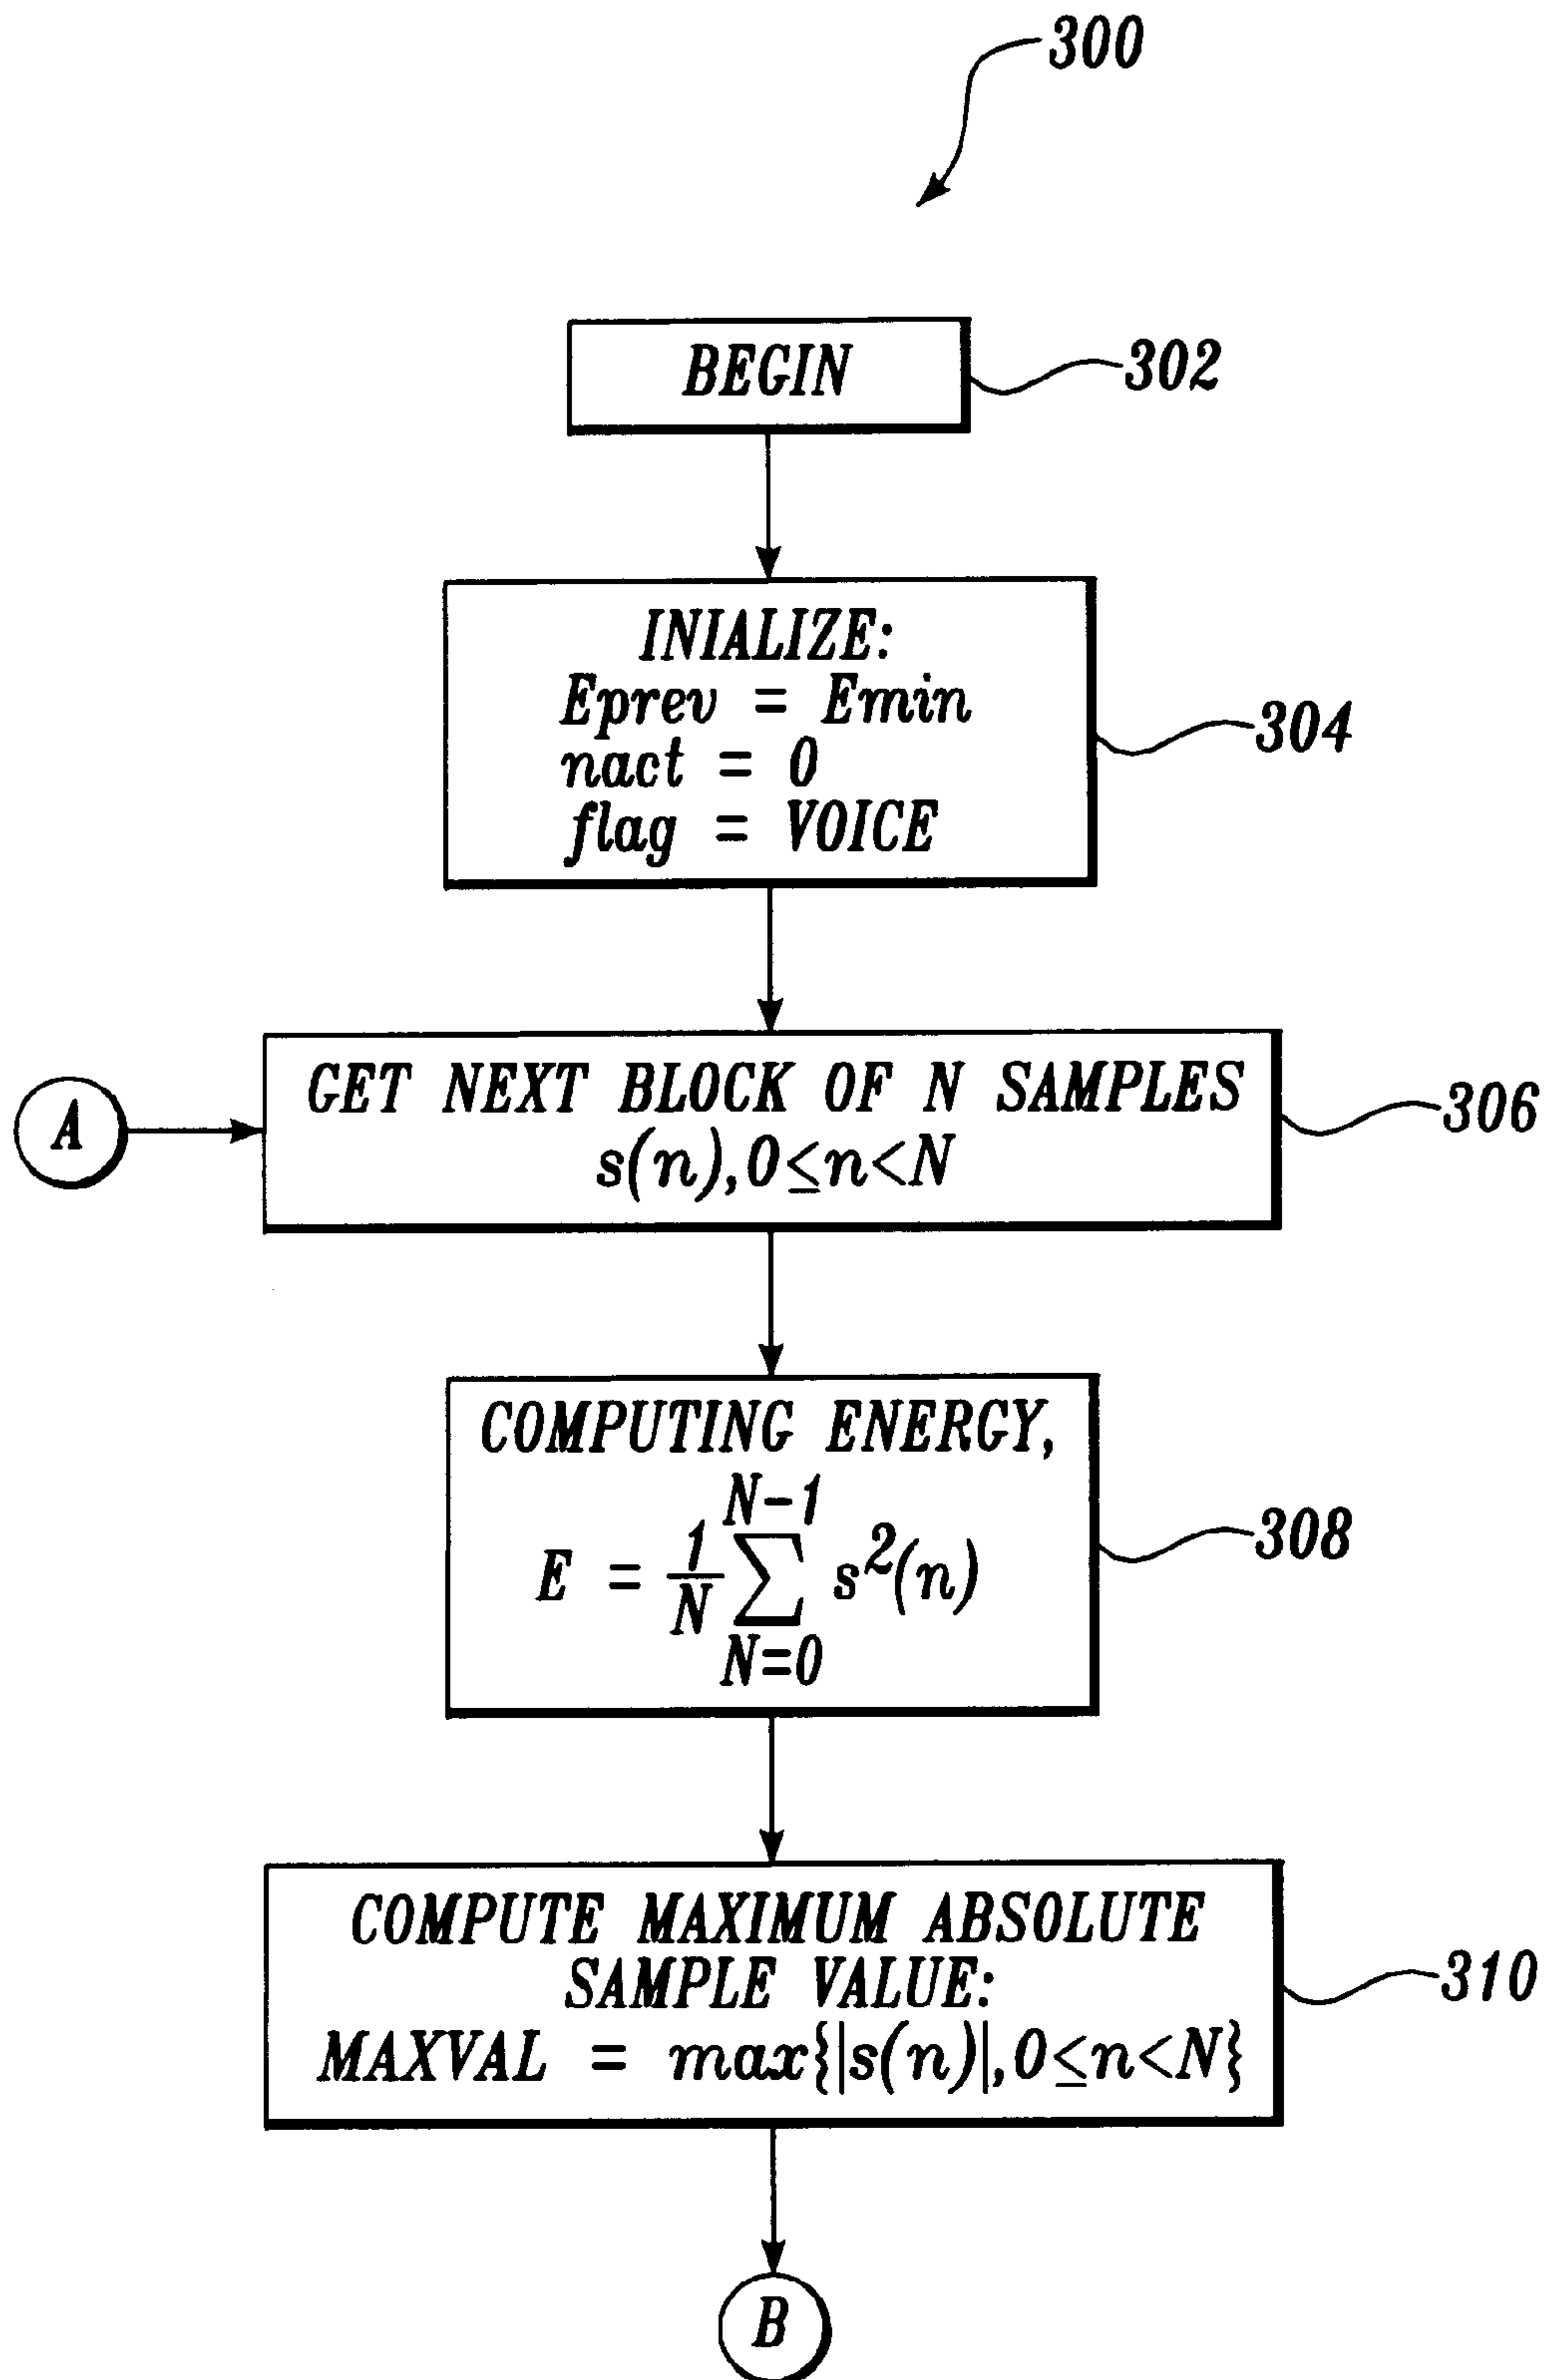 300
BEGIN
302
INIALIZE:
Eprev = Emin
nact = 0
flag = VOICE
304
A
GET NEXT BLOCK OF N SAMPLES
s(n),0≤n<N
306
COMPUTING ENERGY,
N-1
E = 1/N ∑ s²(n)
N=0
308
COMPUTE MAXIMUM ABSOLUTE
SAMPLE VALUE:
MAXVAL = max{|s(n)|,0≤n<N}
310
B